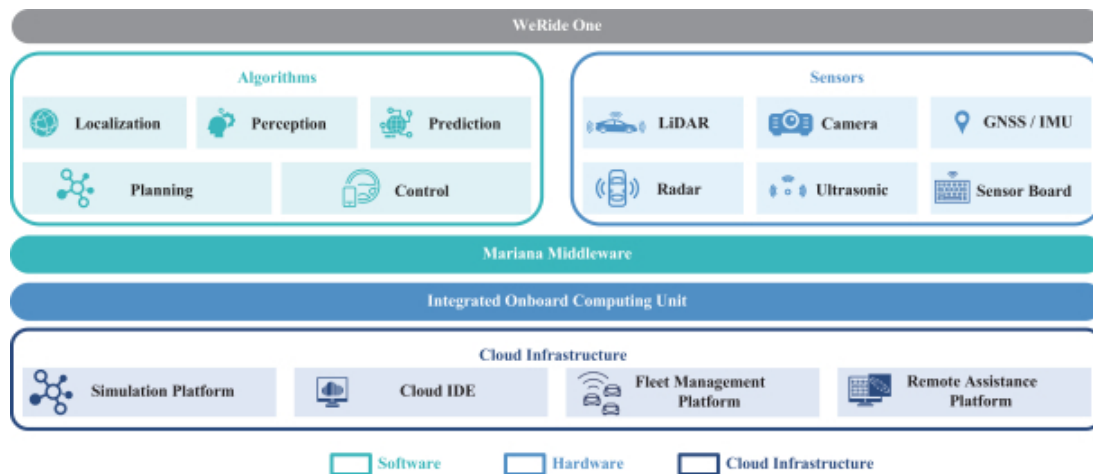 WeRide One
Algorithms
Localization
Perception
Prediction
Planning
Control
Sensors
LiDAR
Camera
GNSS / IMU
Radar
Ultrasonic
Sensor Board
Mariana Middleware
Integrated Onboard Computing Unit
Cloud Infrastructure
Simulation Platform
Cloud IDE
Fleet Management
Platform
Remote Assistance
Platform
Software
Hardware
Cloud Infrastructure